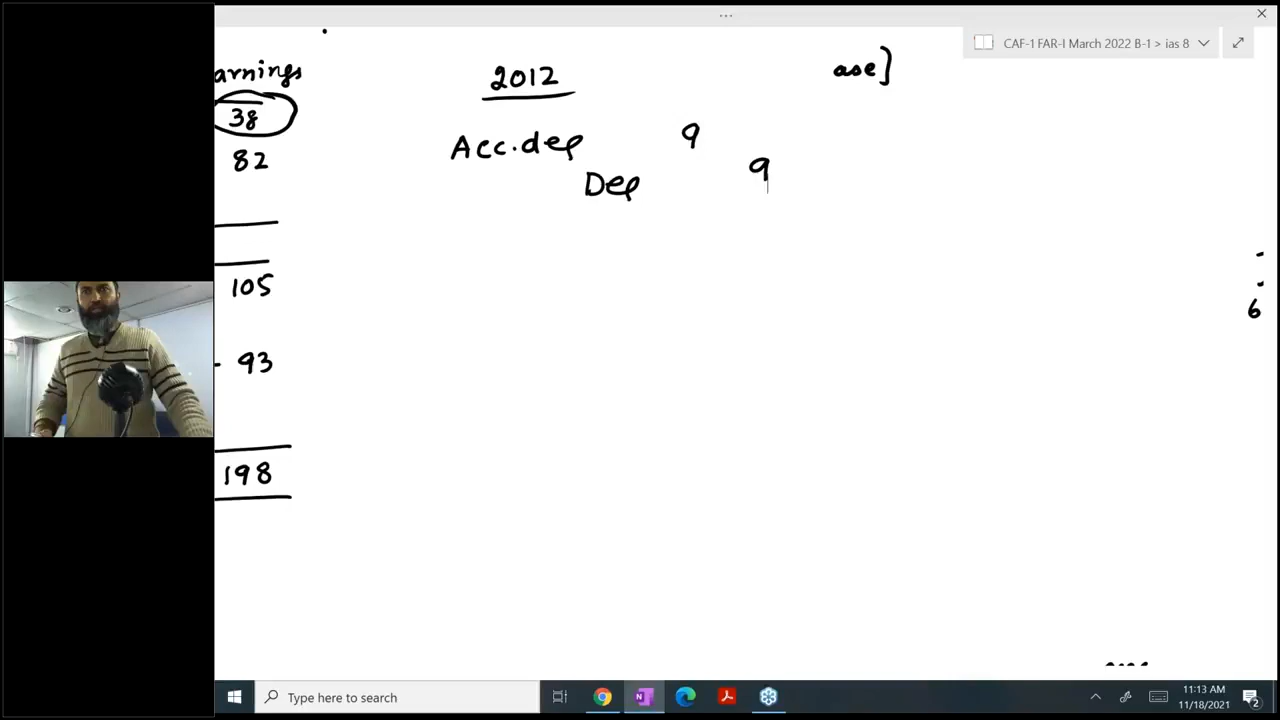 CAF-1 FAR-I March 2022 B-1 > ias 8
arnings
38
82
105
- 93
198
2012
Acc.dep 9
Dep 9
ase]
6
Type here to search
11:13 AM
11/18/2021
2